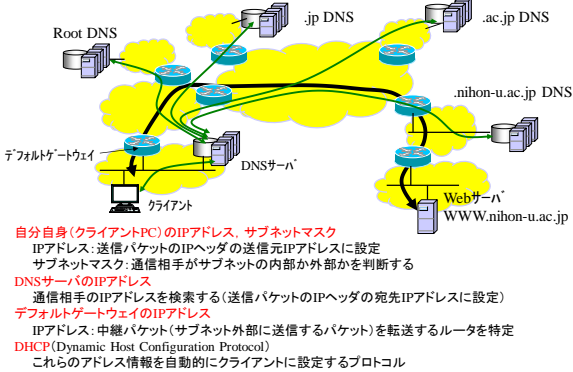 .jp DNS
.ac.jp DNS
Root DNS
.nihon-u.ac.jp DNS
ﾃﾞﾌｫﾙﾄｹﾞｰﾄｳｪｲ
DNSｻｰﾊﾞ
クライアント
Webｻｰﾊﾞ
WWW.nihon-u.ac.jp
自分自身（クライアントPC）のIPアドレス，サブネットマスク
IPアドレス：送信パケットのIPヘッダの送信元IPアドレスに設定
サブネットマスク：通信相手がサブネットの内部か外部かを判断する
DNSサーバのIPアドレス
通信相手のIPアドレスを検索する（送信パケットのIPヘッダの宛先IPアドレスに設定）
デフォルトゲートウェイのIPアドレス
IPアドレス：中継パケット（サブネット外部に送信するパケット）を転送するルータを特定
DHCP（Dynamic Host Configuration Protocol）
これらのアドレス情報を自動的にクライアントに設定するプロトコル